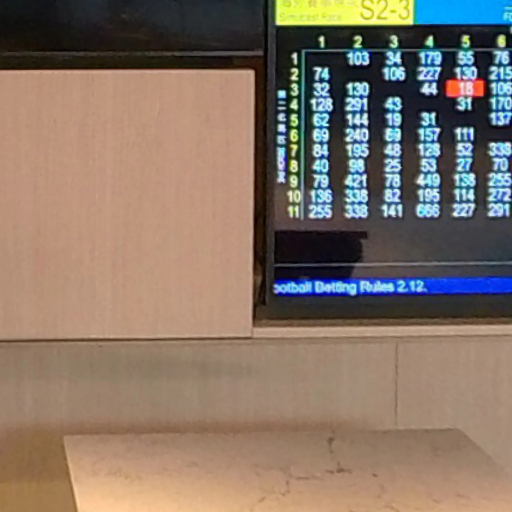 Simulcast Race S2-3
1 2 3 4 5 6
1 103 34 179 55 76
2 74 106 227 130 215
3 32 130 44 18 106
4 128 291 43 31 170
5 62 144 19 31 137
6 69 240 69 157 111
7 84 195 48 128 52 338
8 40 98 25 53 27 70
9 79 421 78 449 138 255
10 136 338 82 195 114 272
11 255 338 141 666 227 291
ootball Betting Rules 2.12.